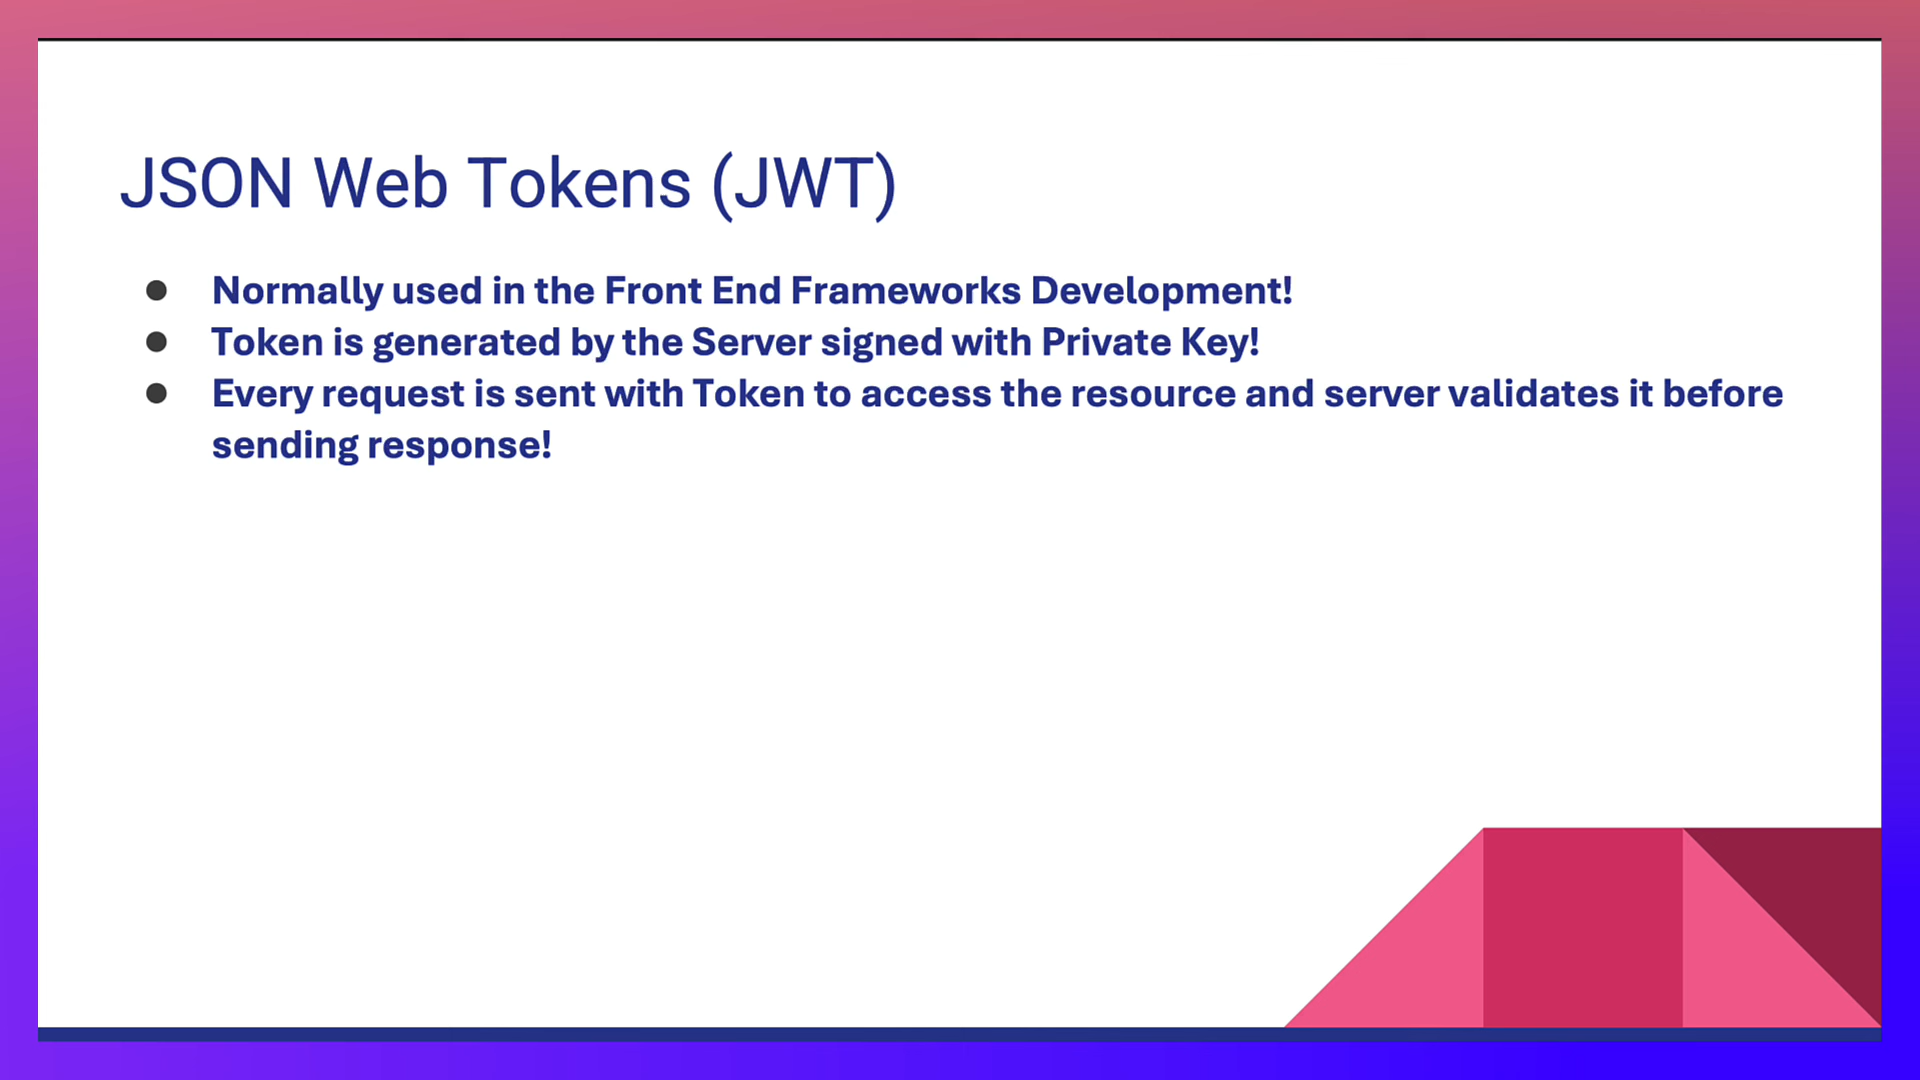 JSON Web Tokens (JWT)
● Normally used in the Front End Frameworks Development!
● Token is generated by the Server signed with Private Key!
● Every request is sent with Token to access the resource and server validates it before
sending response!